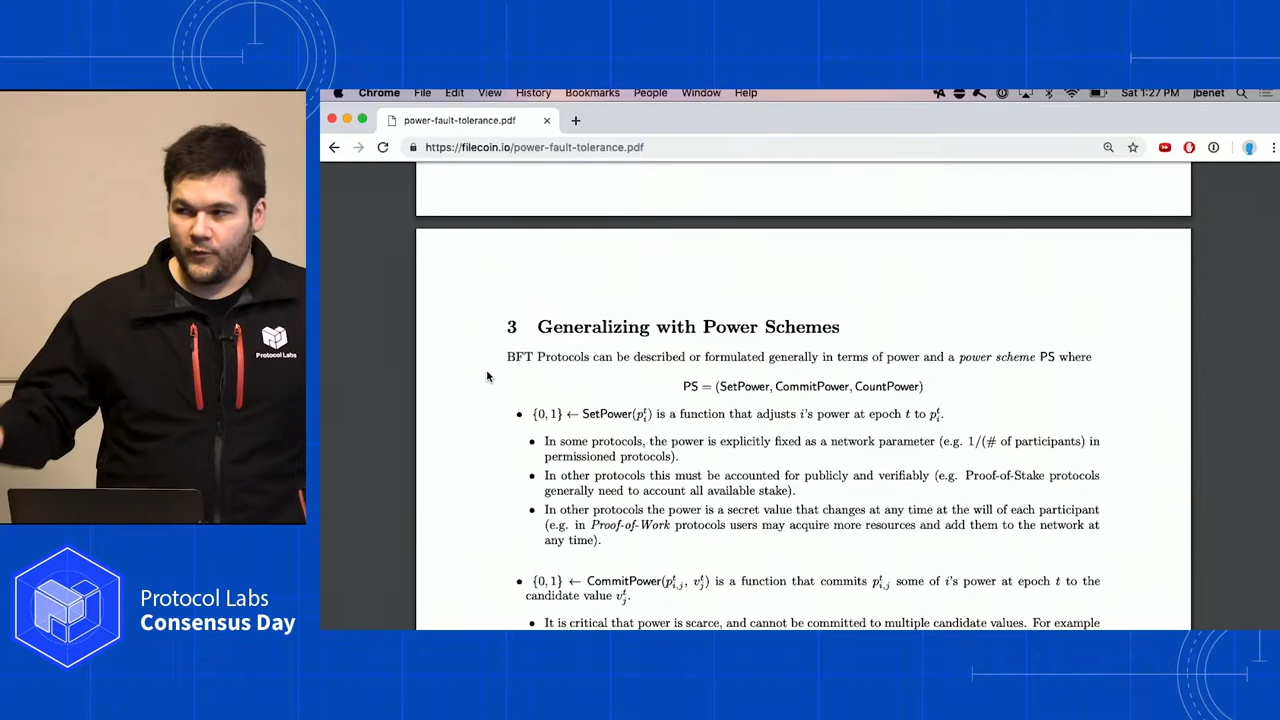 Chrome File Edit View History Bookmarks People Window Help Sat 1:27 PM jbenet
power-fault-tolerance.pdf
https://filecoin.io/power-fault-tolerance.pdf
3 Generalizing with Power Schemes
BFT Protocols can be described or formulated generally in terms of power and a power scheme PS where
PS = (SetPower, CommitPower, CountPower)
• {0, 1} ← SetPower(p_i^t) is a function that adjusts i's power at epoch t to p_i^t.
• In some protocols, the power is explicitly fixed as a network parameter (e.g. 1/(# of participants) in
permissioned protocols).
• In other protocols this must be accounted for publicly and verifiably (e.g. Proof-of-Stake protocols
generally need to account all available stake).
• In other protocols the power is a secret value that changes at any time at the will of each participant
(e.g. in Proof-of-Work protocols users may acquire more resources and add them to the network at
any time).
• {0, 1} ← CommitPower(p_{i,j}^t, v_j^t) is a function that commits p_{i,j}^t some of i's power at epoch t to the
candidate value v_j^t.
• It is critical that power is scarce, and cannot be committed to multiple candidate values. For example
Protocol Labs
Protocol Labs
Consensus Day